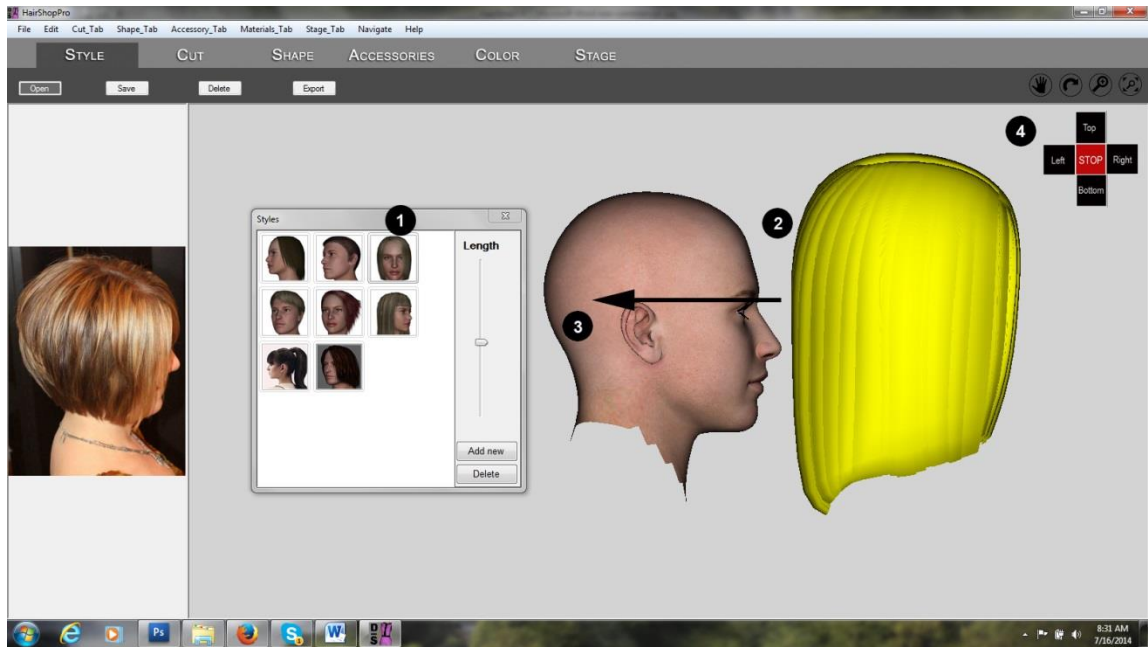 HairShopPro
File Edit Cut_Tab Shape_Tab Accessory_Tab Materials_Tab Stage_Tab Navigate Help
STYLE CUT SHAPE ACCESSORIES COLOR STAGE
Open Save Delete Export
4
Top
Left STOP Right
Bottom
Styles
1
Length
2
3
Add new
Delete
Ps
S
W
D S
8:31 AM
7/16/2014